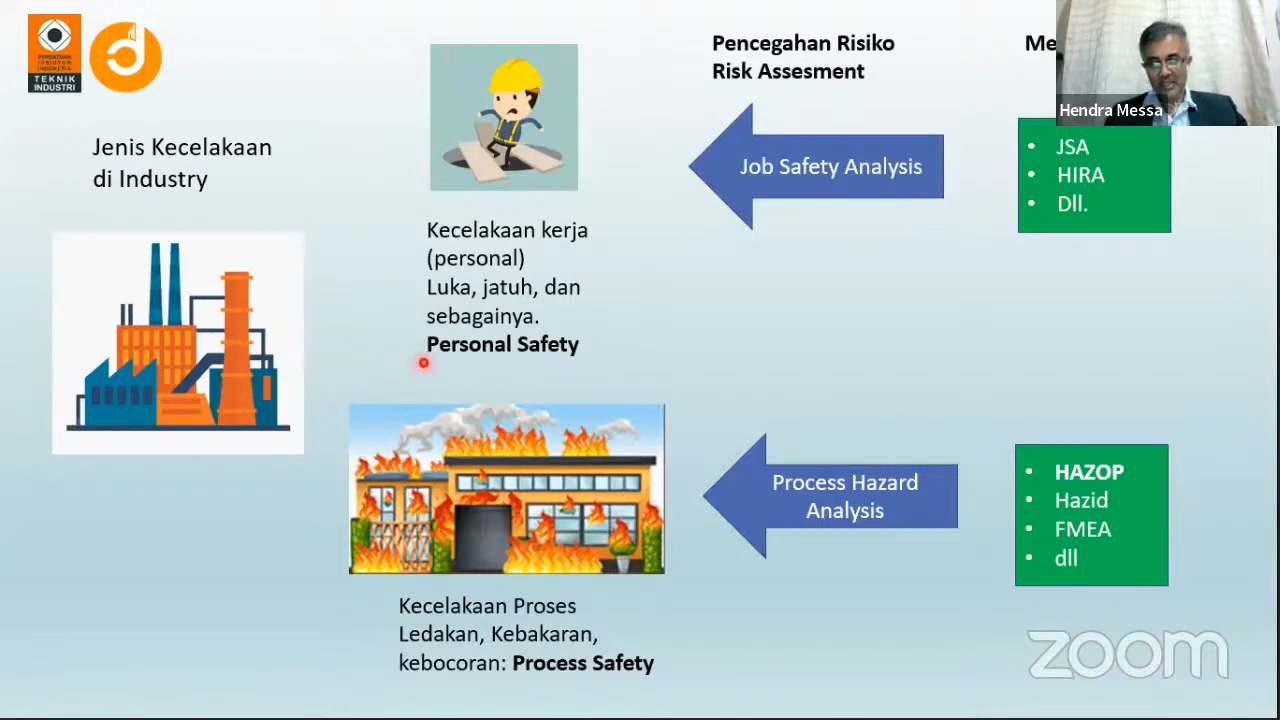 TEKNIK
INDUSTRI
Jenis Kecelakaan
di Industry
Kecelakaan kerja
(personal)
Luka, jatuh, dan
sebagainya.
Personal Safety
Kecelakaan Proses
Ledakan, Kebakaran,
kebocoran: Process Safety
Pencegahan Risiko
Risk Assesment
Job Safety Analysis
Process Hazard
Analysis
Me
Hendra Messa
• JSA
• HIRA
• Dll.
• HAZOP
• Hazid
• FMEA
• dll
zoom